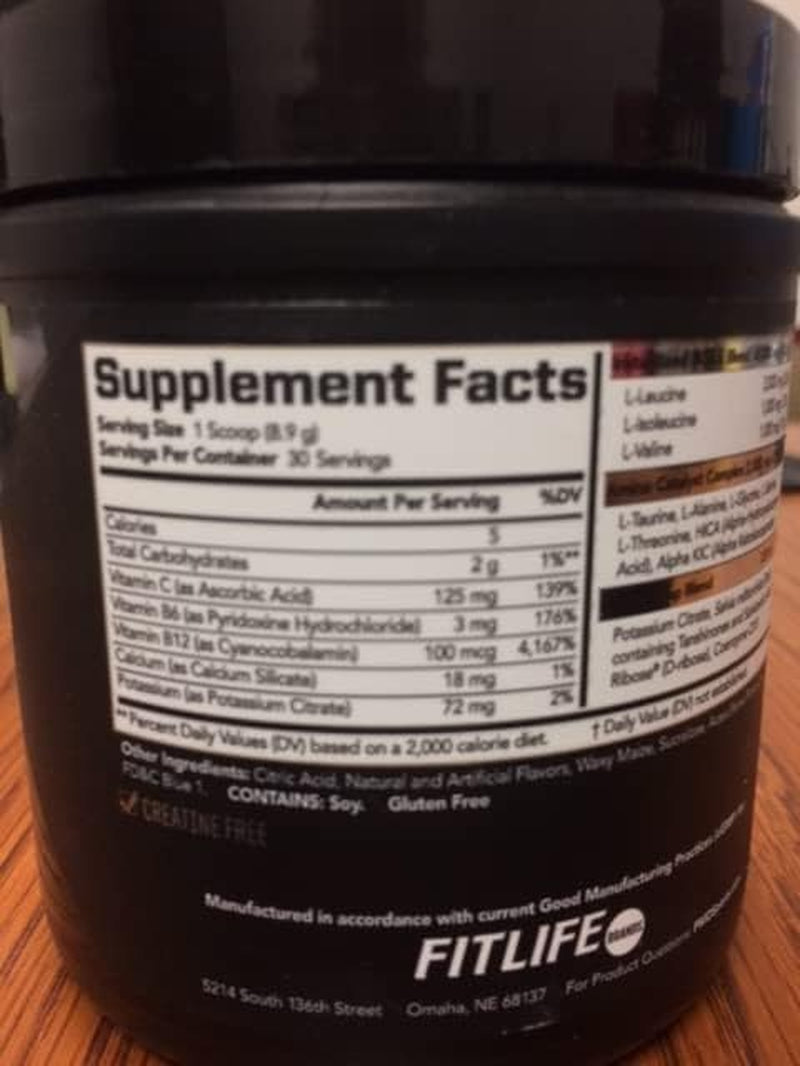 Supplement Facts
Serving Size 1 Scoop (8.9 g)
Servings Per Container 30 Servings
Amount Per Serving %DV
Calories 5
Total Carbohydrates 2 g 1%**
Vitamin C (as Ascorbic Acid) 125 mg 139%
Vitamin B6 (as Pyridoxine Hydrochloride) 3 mg 176%
Vitamin B12 (as Cyanocobalamin) 100 mcg 4,167%
Calcium (as Calcium Silicate) 18 mg 1%
Potassium (as Potassium Citrate) 72 mg 2%
**Percent Daily Values (DV) based on a 2,000 calorie diet. † Daily Value (DV) not established.
L-Leucine
L-Isoleucine
L-Valine
L-Taurine, L-Alanine,
L-Threonine, HICA
Acid), Alpha KIC
Blend
Potassium Citrate,
containing
Ribose® (D-ribose),
Other Ingredients: Citric Acid, Natural and Artificial Flavors, Waxy Maize, Sucralose,
FD&C Blue 1. CONTAINS: Soy. Gluten Free
CREATINE FREE
Manufactured in accordance with current Good Manufacturing Practices
FITLIFE BRANDS
5214 South 136th Street Omaha, NE 68137 For Product Questions: